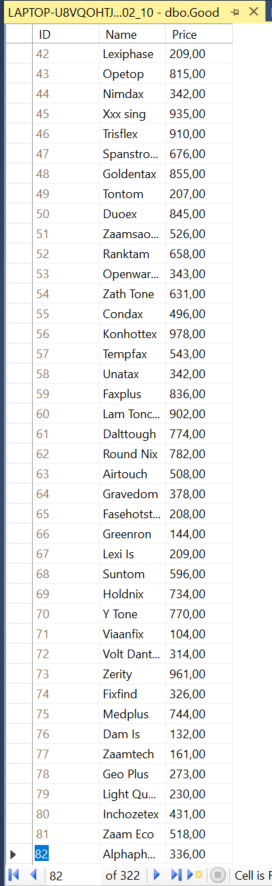 LAPTOP-U8VQOHTJ...02_10 - dbo.Good
ID Name Price
42 Lexiphase 209,00
43 Opetop 815,00
44 Nimdax 342,00
45 Xxx sing 935,00
46 Trisflex 910,00
47 Spanstro... 676,00
48 Goldentax 855,00
49 Tontom 207,00
50 Duoex 845,00
51 Zaamsao... 526,00
52 Ranktam 658,00
53 Openwar... 343,00
54 Zath Tone 631,00
55 Condax 496,00
56 Konhottex 978,00
57 Tempfax 543,00
58 Unatax 342,00
59 Faxplus 836,00
60 Lam Tonc... 902,00
61 Dalttough 774,00
62 Round Nix 782,00
63 Airtouch 508,00
64 Gravedom 378,00
65 Fasehotst... 208,00
66 Greenron 144,00
67 Lexi Is 209,00
68 Suntom 596,00
69 Holdnix 734,00
70 Y Tone 770,00
71 Viaanfix 104,00
72 Volt Dant... 314,00
73 Zerity 961,00
74 Fixfind 326,00
75 Medplus 744,00
76 Dam Is 132,00
77 Zaamtech 161,00
78 Geo Plus 273,00
79 Light Qu... 230,00
80 Inchozetex 431,00
81 Zaam Eco 518,00
82 Alphaph... 336,00
82 of 322 Cell is